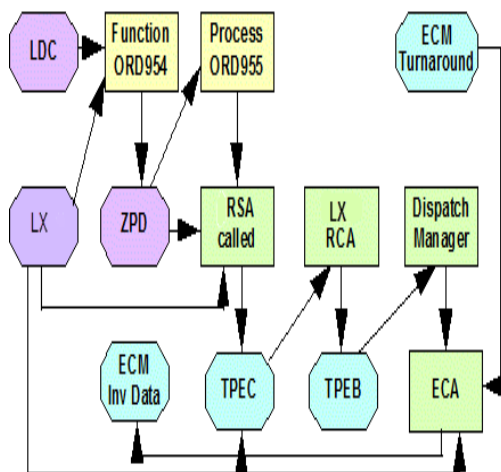 LDC
Function
ORD954
Process
ORD955
ECM
Turnaround
LX
ZPD
RSA
called
LX
RCA
Dispatch
Manager
ECM
Inv Data
TPEC
TPEB
ECA